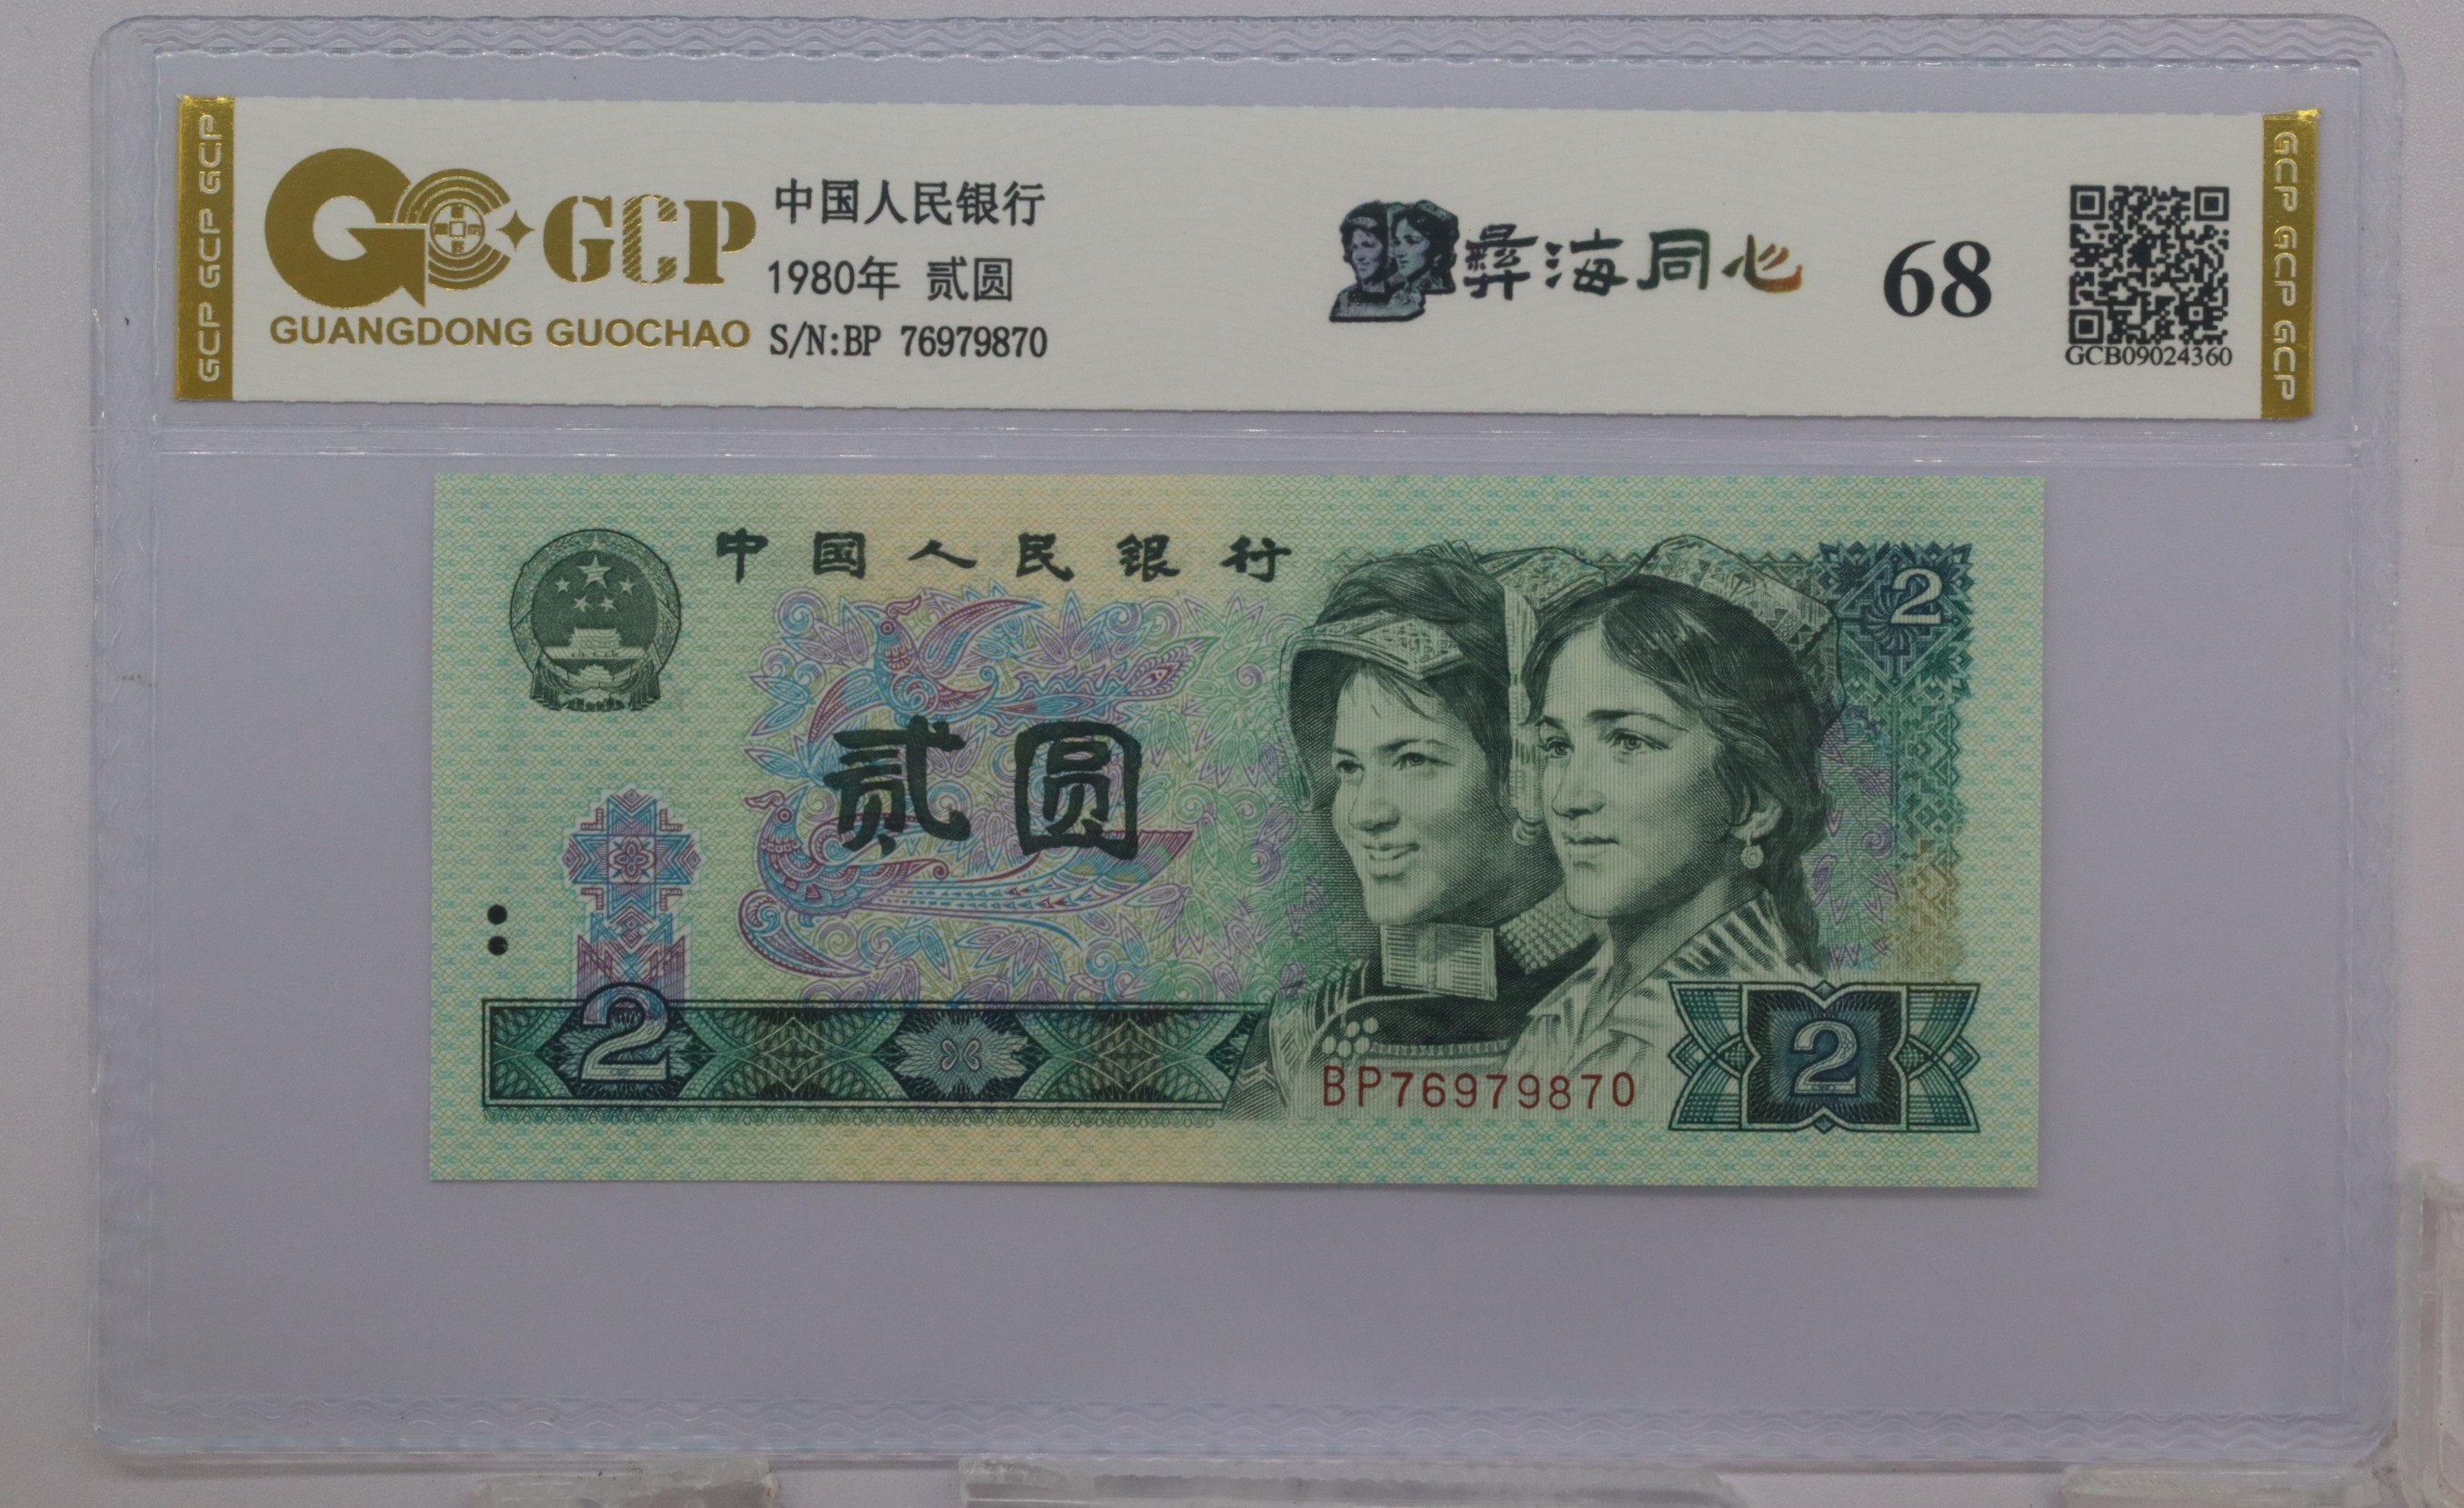 GCP GCP GCP
GCP
GUANGDONG GUOCHAO
中国人民银行
1980年 贰圆
S/N:BP 76979870
彝海同心
68
GCB09024360
GCP GCP GCP
中国人民银行
2
贰圆
2
BP76979870
2